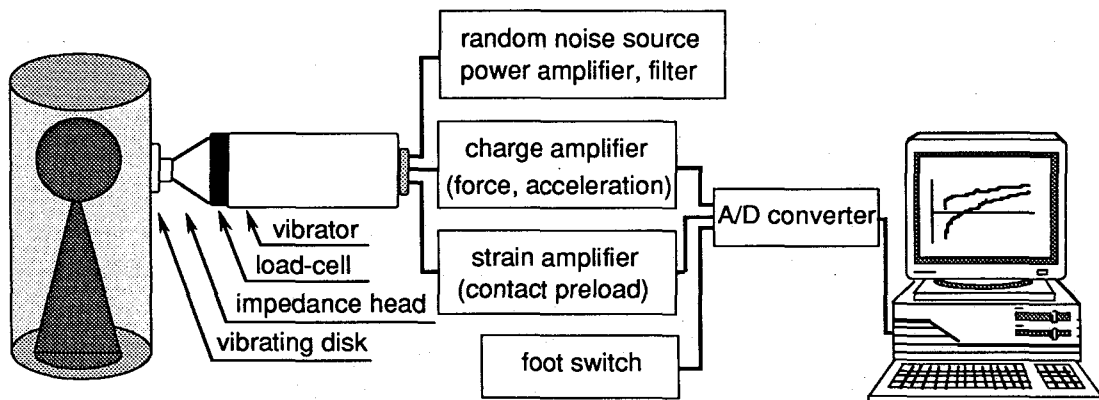 random noise source
power amplifier, filter
charge amplifier
(force, acceleration)
A/D converter
vibrator
load-cell
impedance head
vibrating disk
strain amplifier
(contact preload)
foot switch